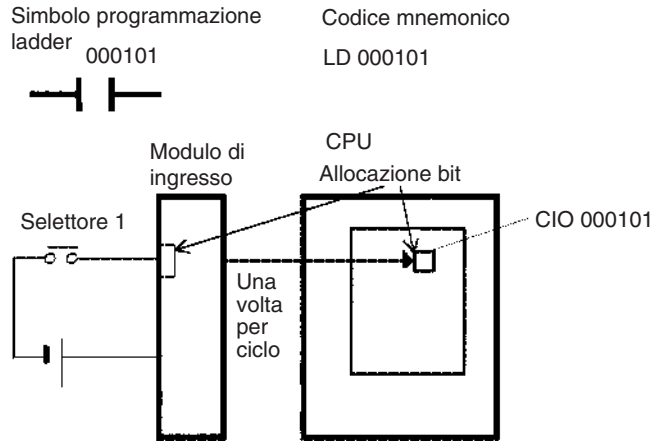 Simbolo programmazione
ladder
000101
Codice mnemonico
LD 000101
CPU
Modulo di
ingresso
Allocazione bit
Selettore 1
CIO 000101
Una
volta
per
ciclo